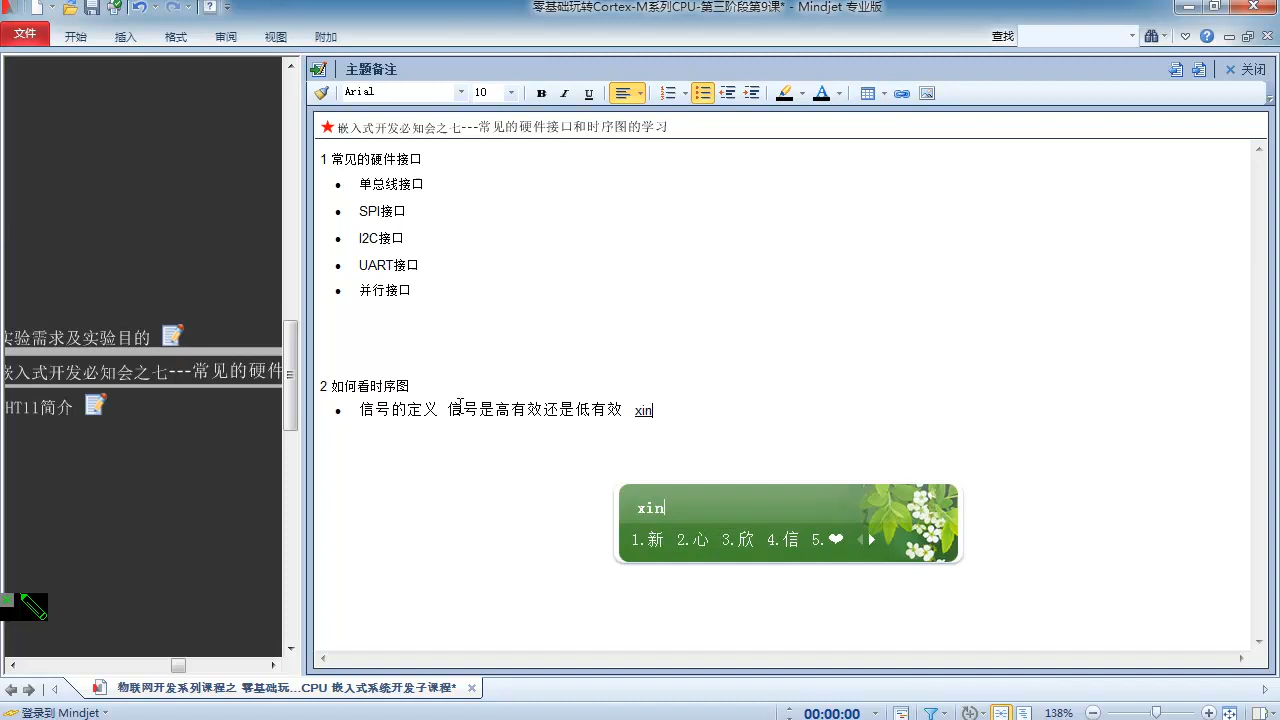 零基础玩转Cortex-M系列CPU-第三阶段第9课* - Mindjet 专业版
文件 开始 插入 格式 审阅 视图 附加 查找
主题备注 关闭
Arial 10 B I U A
嵌入式开发必知会之七---常见的硬件接口和时序图的学习
1 常见的硬件接口
• 单总线接口
• SPI接口
• I2C接口
• UART接口
• 并行接口
实验需求及实验目的
嵌入式开发必知会之七---常见的硬件
HT11简介
2 如何看时序图
• 信号的定义 信号是高有效还是低有效 xin
xin
1.新 2.心 3.欣 4.信 5.❤
物联网开发系列课程之 零基础玩...CPU 嵌入式系统开发子课程*
登录到 Mindjet 00:00:00 138%